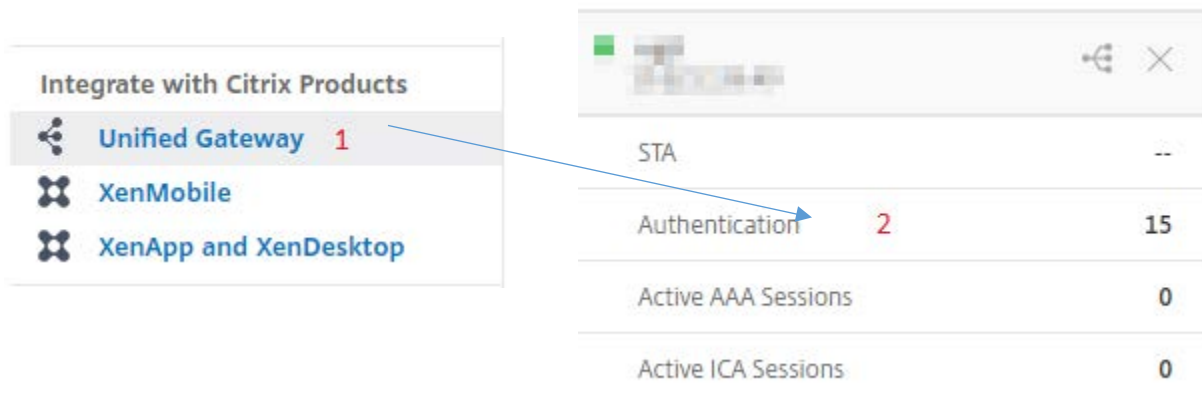 Integrate with Citrix Products
Unified Gateway 1
XenMobile
XenApp and XenDesktop
STA --
Authentication 2 15
Active AAA Sessions 0
Active ICA Sessions 0